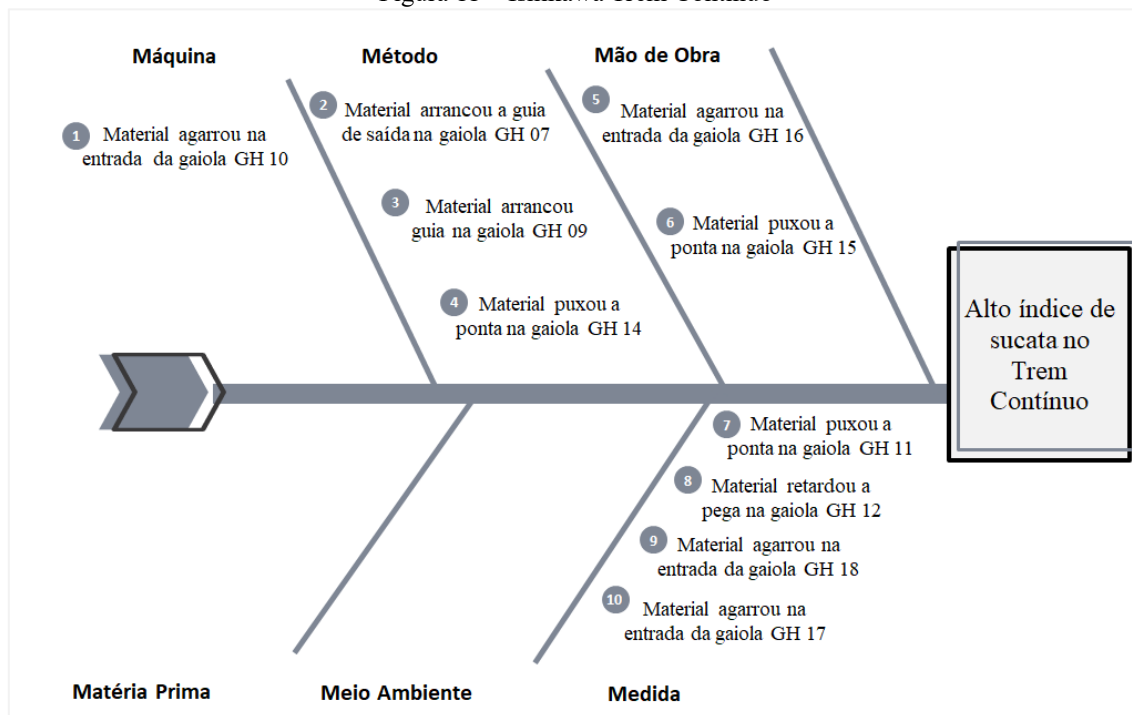 Figura Ishikawa Trem Contínuo
Máquina
Método
Mão de Obra
1 Material agarrou na
entrada da gaiola GH 10
2 Material arrancou a guia
de saída na gaiola GH 07
3 Material arrancou
guia na gaiola GH 09
4 Material puxou a
ponta na gaiola GH 14
5 Material agarrou na
entrada da gaiola GH 16
6 Material puxou a
ponta na gaiola GH 15
Alto índice de
sucata no
Trem
Contínuo
7 Material puxou a
ponta na gaiola GH 11
8 Material retardou a
pega na gaiola GH 12
9 Material agarrou na
entrada da gaiola GH 18
10 Material agarrou na
entrada da gaiola GH 17
Matéria Prima
Meio Ambiente
Medida